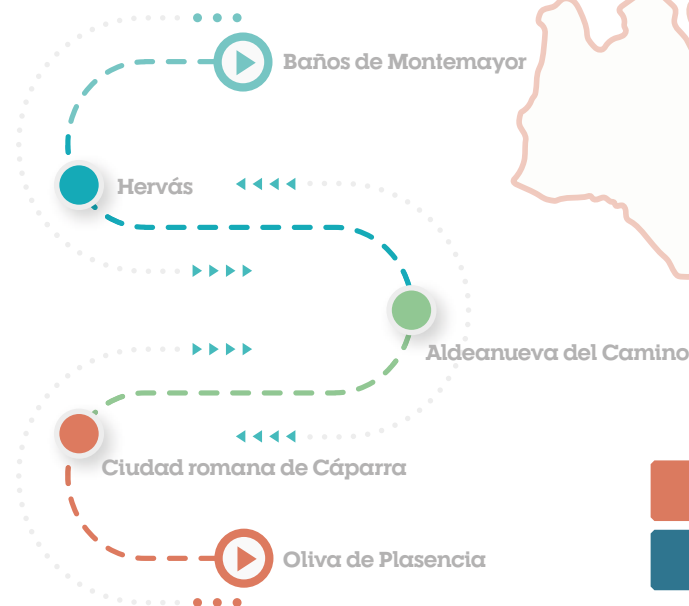 Baños de Montemayor
Hervás
Aldeanueva del Camino
Ciudad romana de Cáparra
Oliva de Plasencia